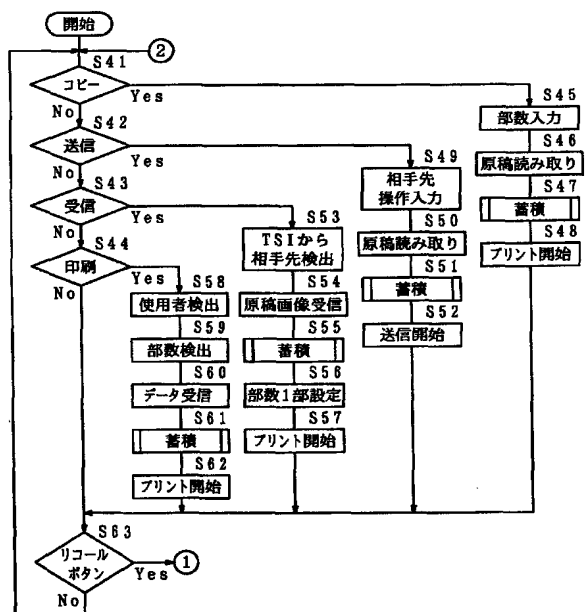 開始
②
S41
コピー
Yes
No
S42
送信
Yes
No
S43
受信
Yes
No
S44
印刷
Yes
No
S45
部数入力
S46
原稿読み取り
S47
蓄積
S48
プリント開始
S49
相手先
操作入力
S50
原稿読み取り
S51
蓄積
S52
送信開始
S53
TSIから
相手先検出
S54
原稿画像受信
S55
蓄積
S56
部数1部設定
S57
プリント開始
S58
使用者検出
S59
部数検出
S60
データ受信
S61
蓄積
S62
プリント開始
S63
リコール
ボタン
Yes
①
No